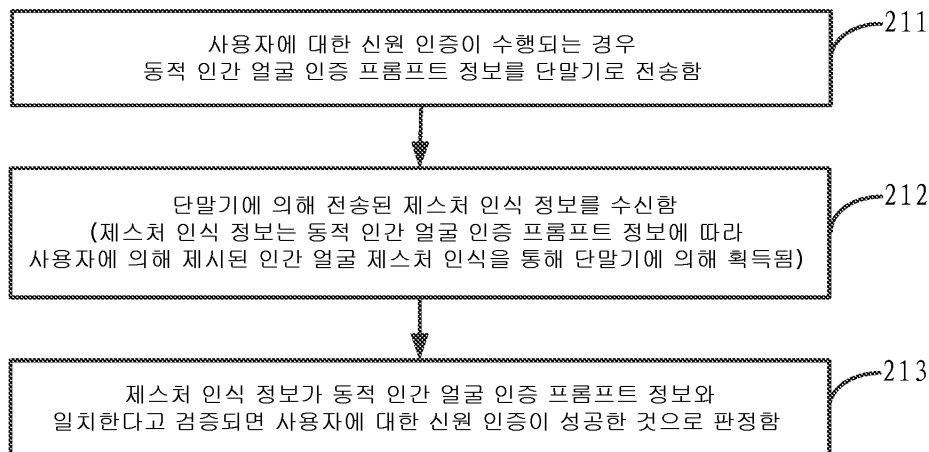 사용자에 대한 신원 인증이 수행되는 경우
동적 인간 얼굴 인증 프롬프트 정보를 단말기로 전송함
211
단말기에 의해 전송된 제스처 인식 정보를 수신함
(제스처 인식 정보는 동적 인간 얼굴 인증 프롬프트 정보에 따라
사용자에 의해 제시된 인간 얼굴 제스처 인식을 통해 단말기에 의해 획득됨)
212
제스처 인식 정보가 동적 인간 얼굴 인증 프롬프트 정보와
일치한다고 검증되면 사용자에 대한 신원 인증이 성공한 것으로 판정함
213